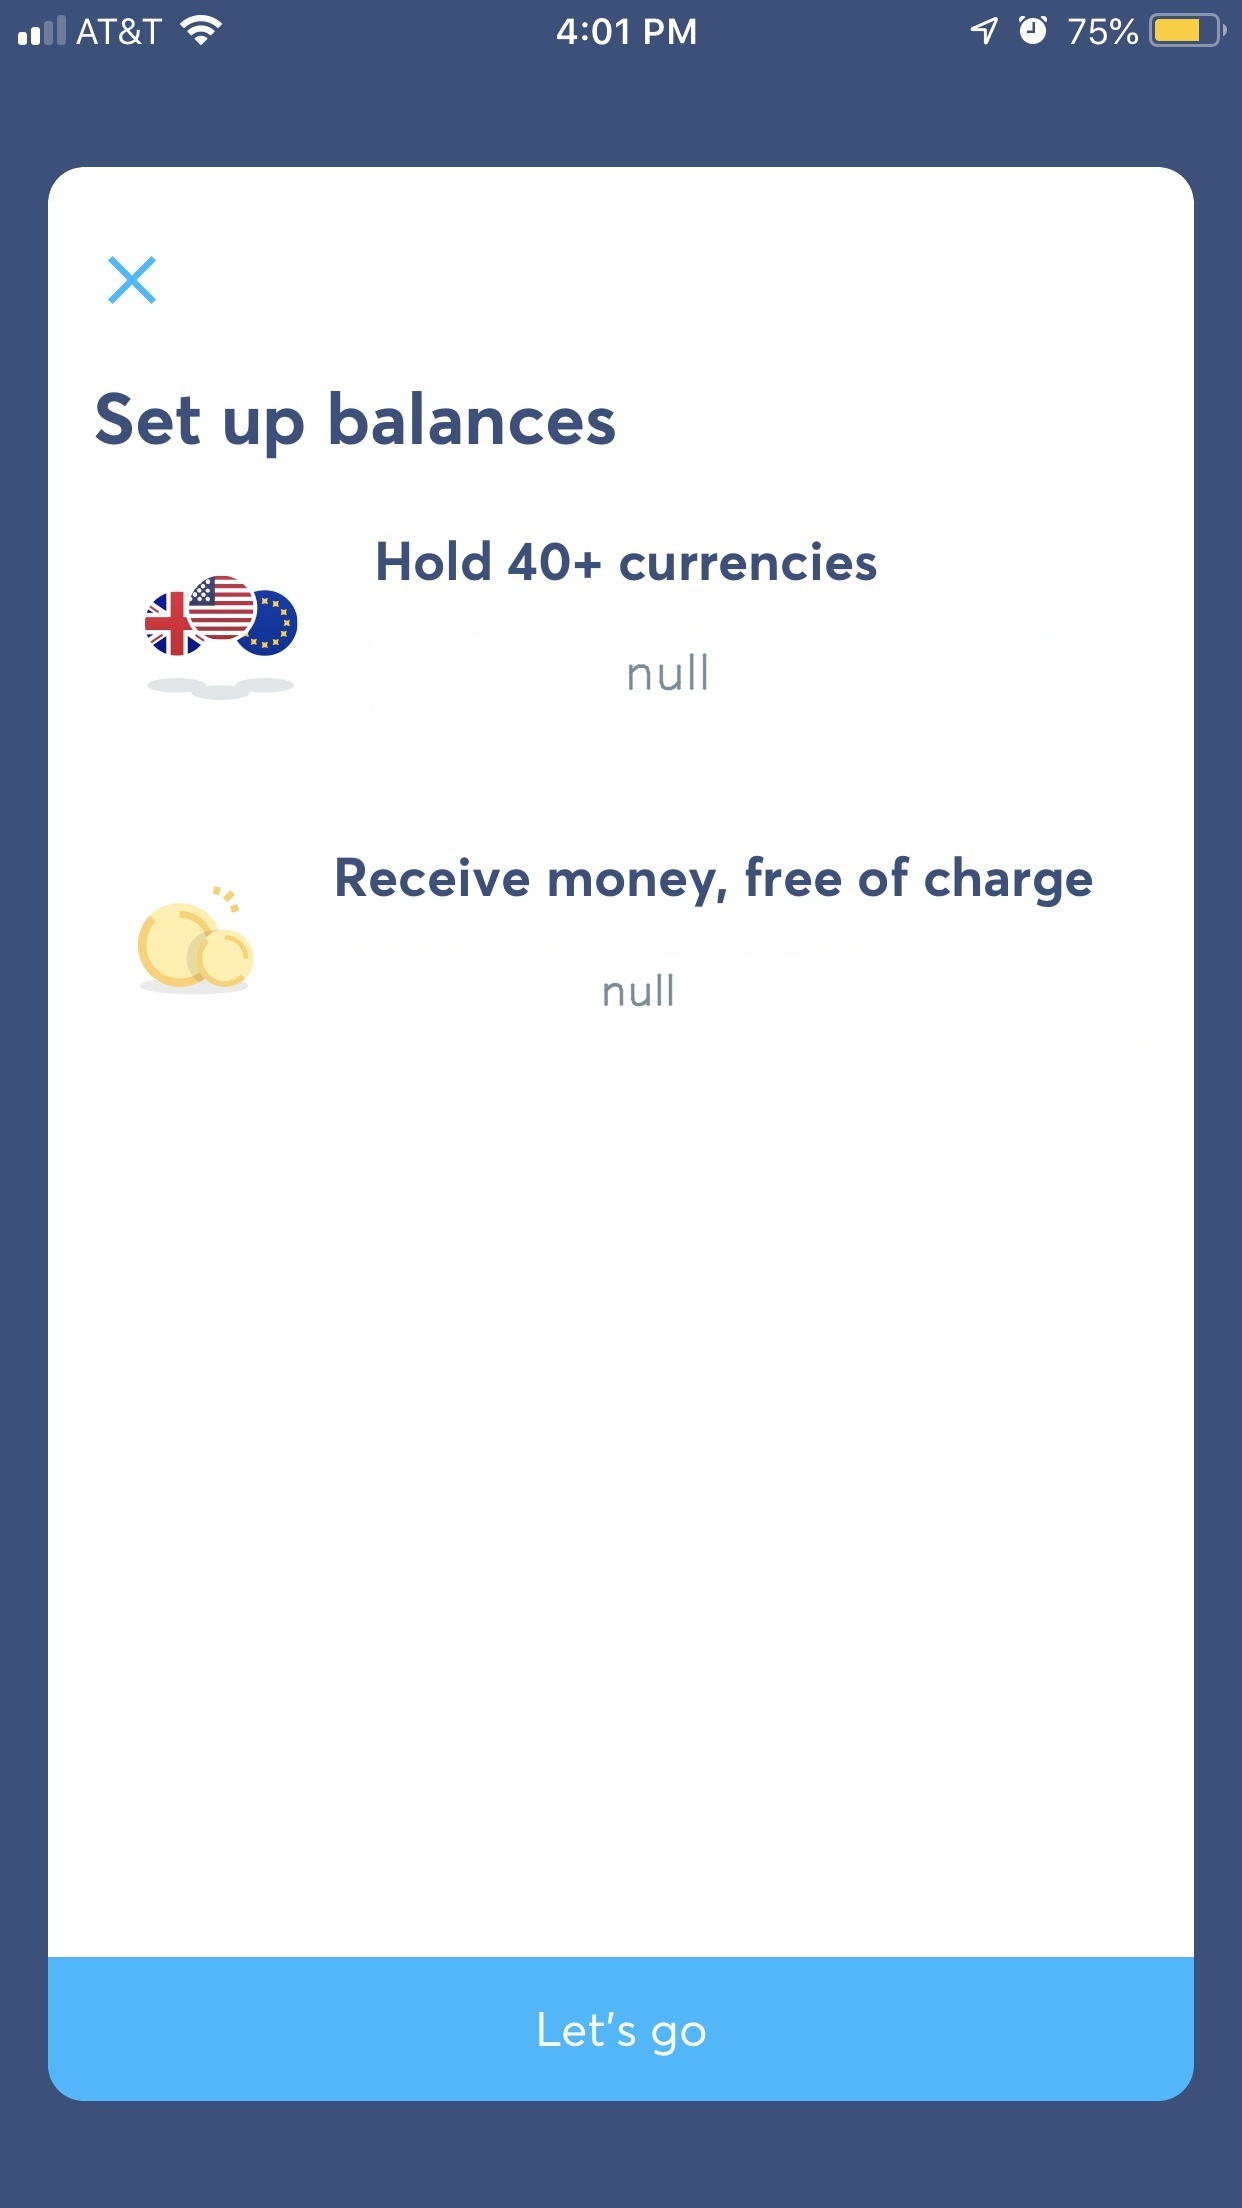 AT&T 4:01 PM 75%
Set up balances
Hold 40+ currencies
null
Receive money, free of charge
null
Let's go